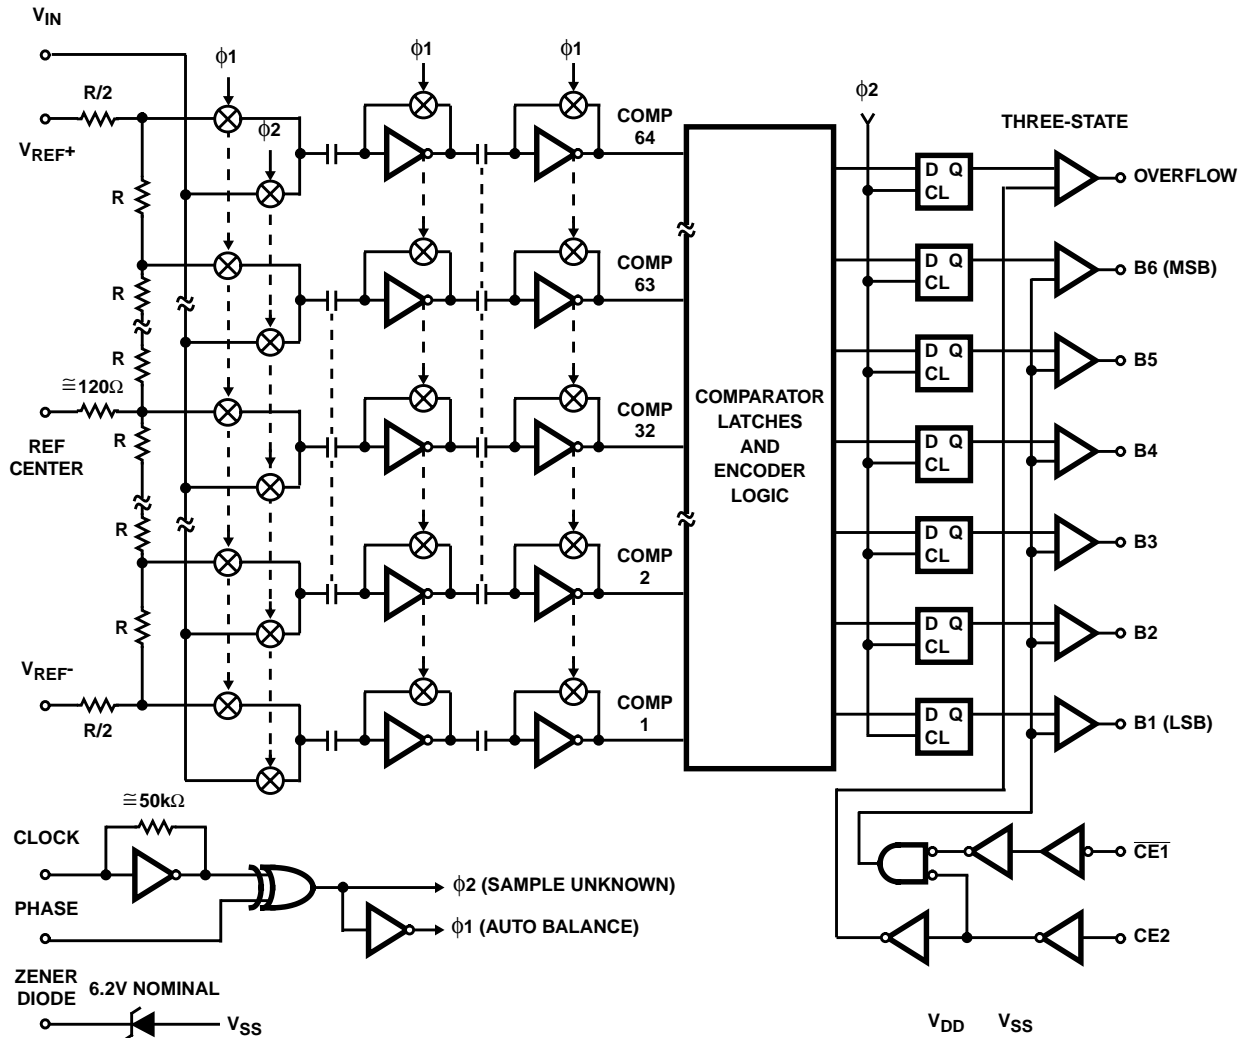 V_IN
ϕ1
ϕ1
ϕ1
R/2
ϕ2
ϕ2
V_REF+
THREE-STATE
COMP
64
D Q
CL
OVERFLOW
R
COMP
63
D Q
CL
B6 (MSB)
R
R
D Q
CL
B5
≅120Ω
REF
CENTER
R
COMP
32
COMPARATOR
LATCHES
AND
ENCODER
LOGIC
D Q
CL
B4
R
COMP
2
D Q
CL
B3
R
D Q
CL
B2
V_REF-
R/2
COMP
1
D Q
CL
B1 (LSB)
≅50kΩ
CLOCK
PHASE
ϕ2 (SAMPLE UNKNOWN)
ϕ1 (AUTO BALANCE)
C̅E̅1̅
CE2
ZENER
DIODE
6.2V NOMINAL
V_SS
V_DD V_SS